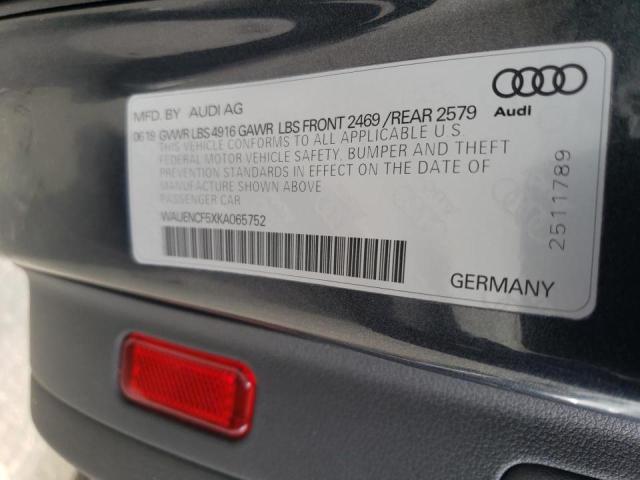 MFD. BY AUDI AG
0619 GVWR LBS 4916 GAWR LBS FRONT 2469 / REAR 2579
THIS VEHICLE CONFORMS TO ALL APPLICABLE U S
FEDERAL MOTOR VEHICLE SAFETY, BUMPER AND THEFT
PREVENTION STANDARDS IN EFFECT ON THE DATE OF
MANUFACTURE SHOWN ABOVE
PASSENGER CAR
WAUENCF5XKA065752
Audi
2511789
GERMANY